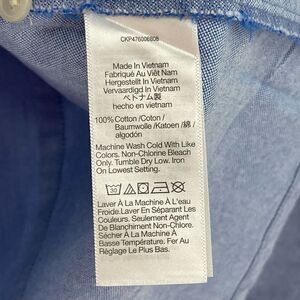 CKP476006808
Made In Vietnam
Fabriqué Au Viêt Nam
Hergestellt In Vietnam
Vervaardigd In Vietnam
ベトナム製
hecho en vietnam
100% Cotton /Coton /
Baumwolle /Katoen /綿 /
algodón
Machine Wash Cold With Like
Colors. Non-Chlorine Bleach
Only. Tumble Dry Low. Iron
on Lowest Setting.
30
Laver À La Machine À L'eau
Froide.Laver En Séparant Les
Couleurs. Seulement Agent
De Blanchiment Non-Chloric.
Sécher À La Machine À
Basse Température. Fer Au
Réglage Le Plus Bas.